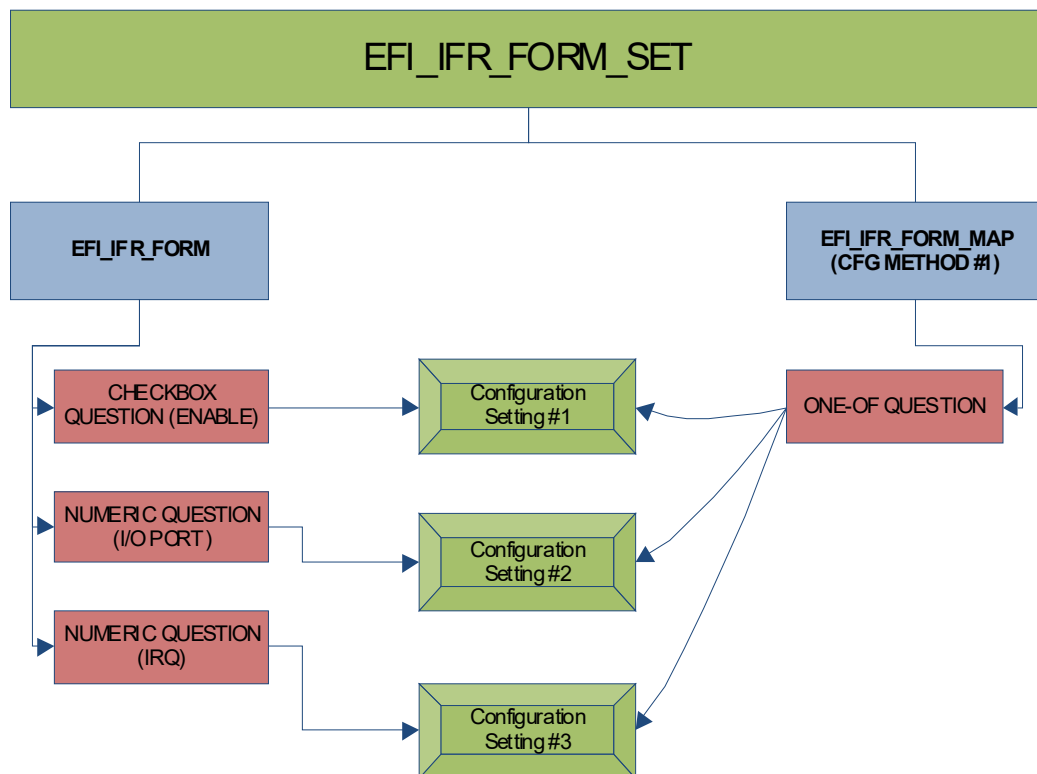 EFI_IFR_FORM_SET
EFI_IFR_FORM
EFI_IFR_FORM_MAP
(CFG METHOD #1)
CHECKBOX
QUESTION (ENABLE)
Configuration
Setting #1
ONE-OF QUESTION
NUMERIC QUESTION
(I/O PORT)
Configuration
Setting #2
NUMERIC QUESTION
(IRQ)
Configuration
Setting #3